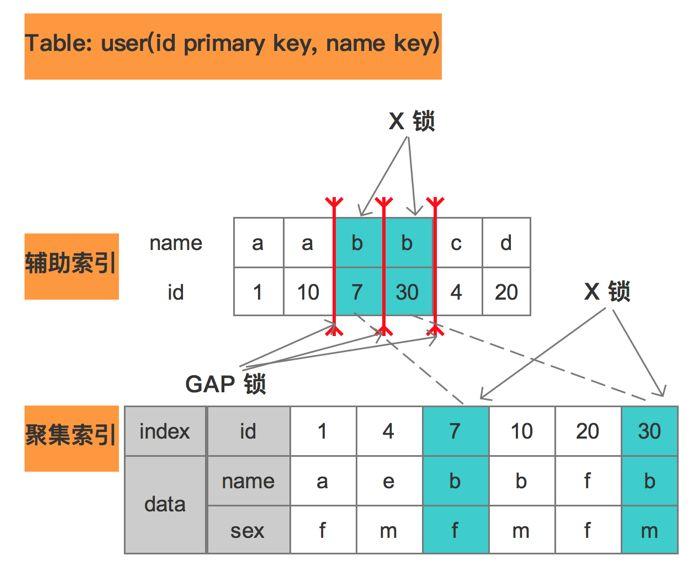 Table: user(id primary key, name key)
X 锁
辅助索引
name a a b b c d
id 1 10 7 30 4 20
X 锁
GAP 锁
聚集索引
index id 1 4 7 10 20 30
data
name a e b b f b
sex f m f m f m